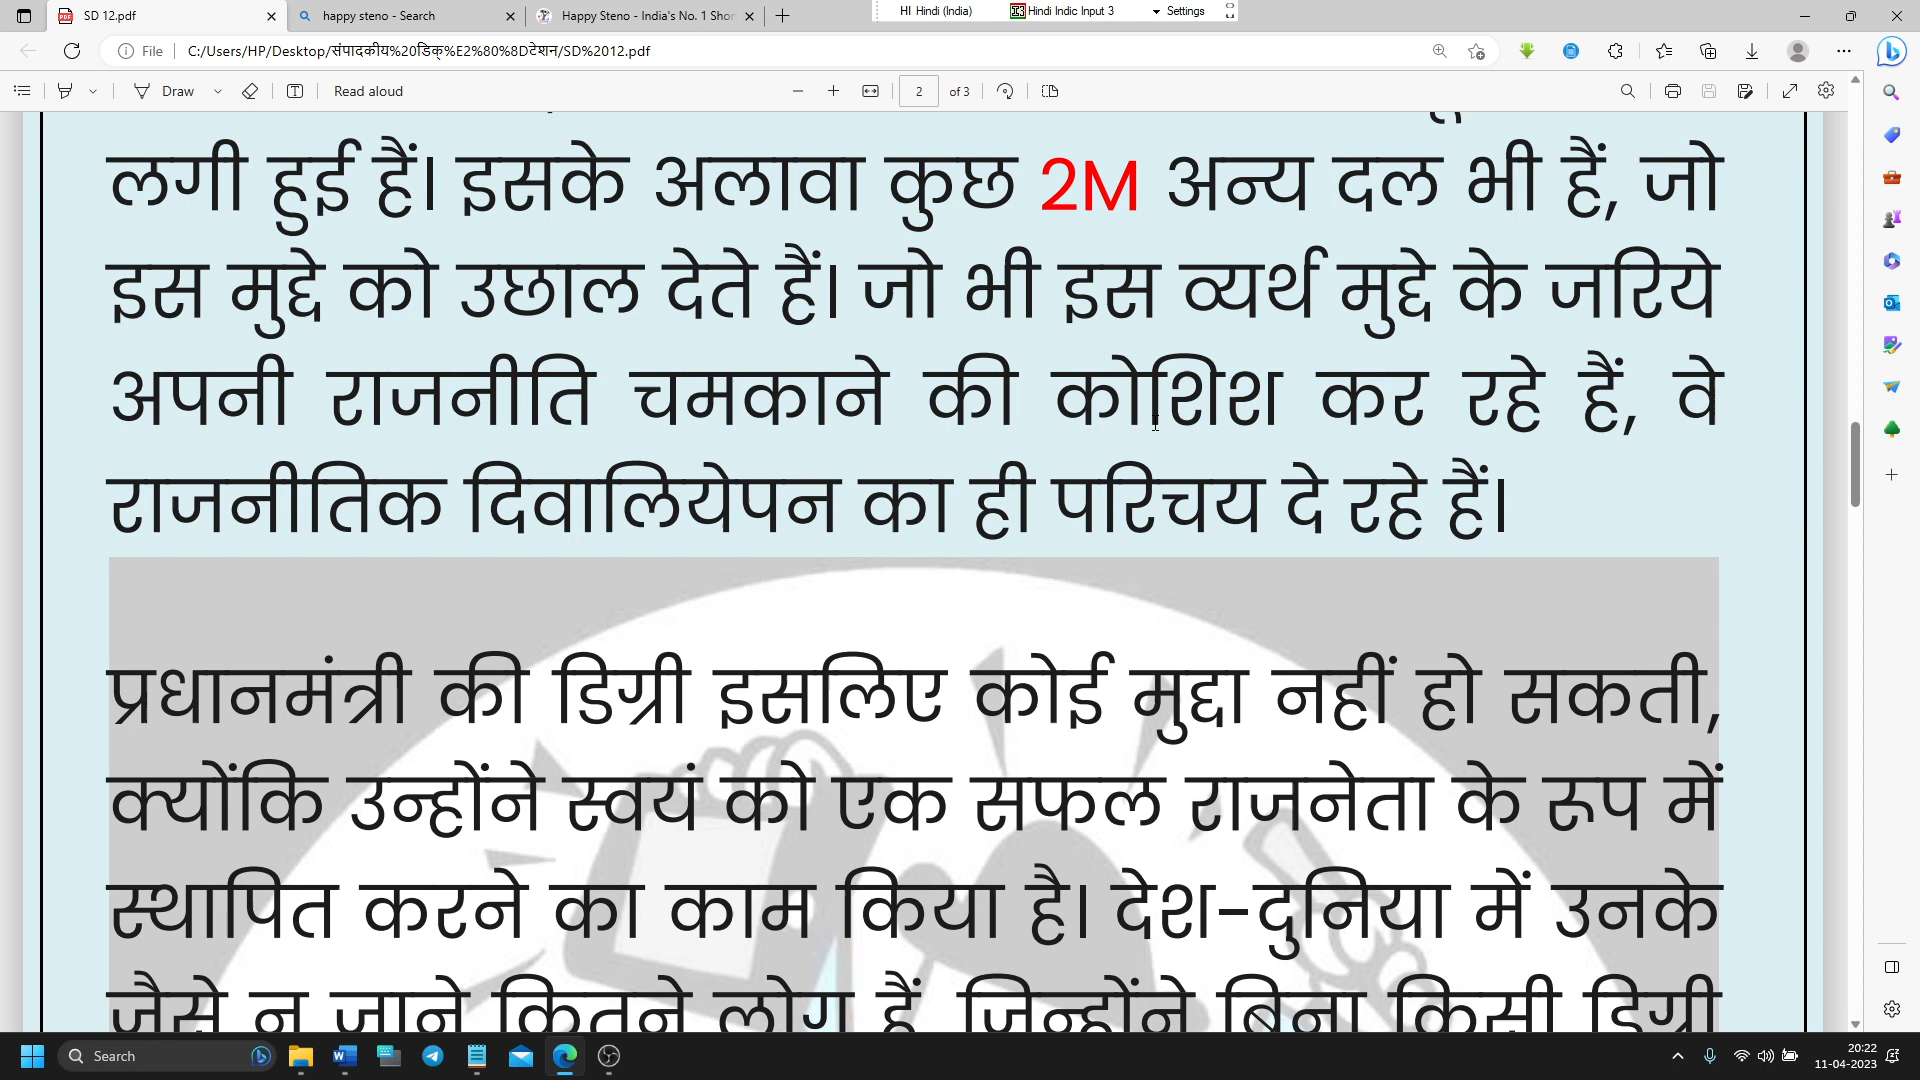 SD 12.pdf
happy steno - Search
Happy Steno - India's No. 1 Shor
HI Hindi (India)
Hindi Indic Input 3
Settings
File
C:/Users/HP/Desktop/संपादकीय%20डिक्%E2%80%8Dटेशन/SD%2012.pdf
Draw
Read aloud
2
of 3
लगी हुई हैं। इसके अलावा कुछ 2M अन्य दल भी हैं, जो
इस मुद्दे को उछाल देते हैं। जो भी इस व्यर्थ मुद्दे के जरिये
अपनी राजनीति चमकाने की कोशिश कर रहे हैं, वे
राजनीतिक दिवालियेपन का ही परिचय दे रहे हैं।
प्रधानमंत्री की डिग्री इसलिए कोई मुद्दा नहीं हो सकती,
क्योंकि उन्होंने स्वयं को एक सफल राजनेता के रूप में
स्थापित करने का काम किया है। देश-दुनिया में उनके
जैसे न जाने कितने लोग हैं, जिन्होंने बिना किसी डिग्री
Search
20:22
11-04-2023